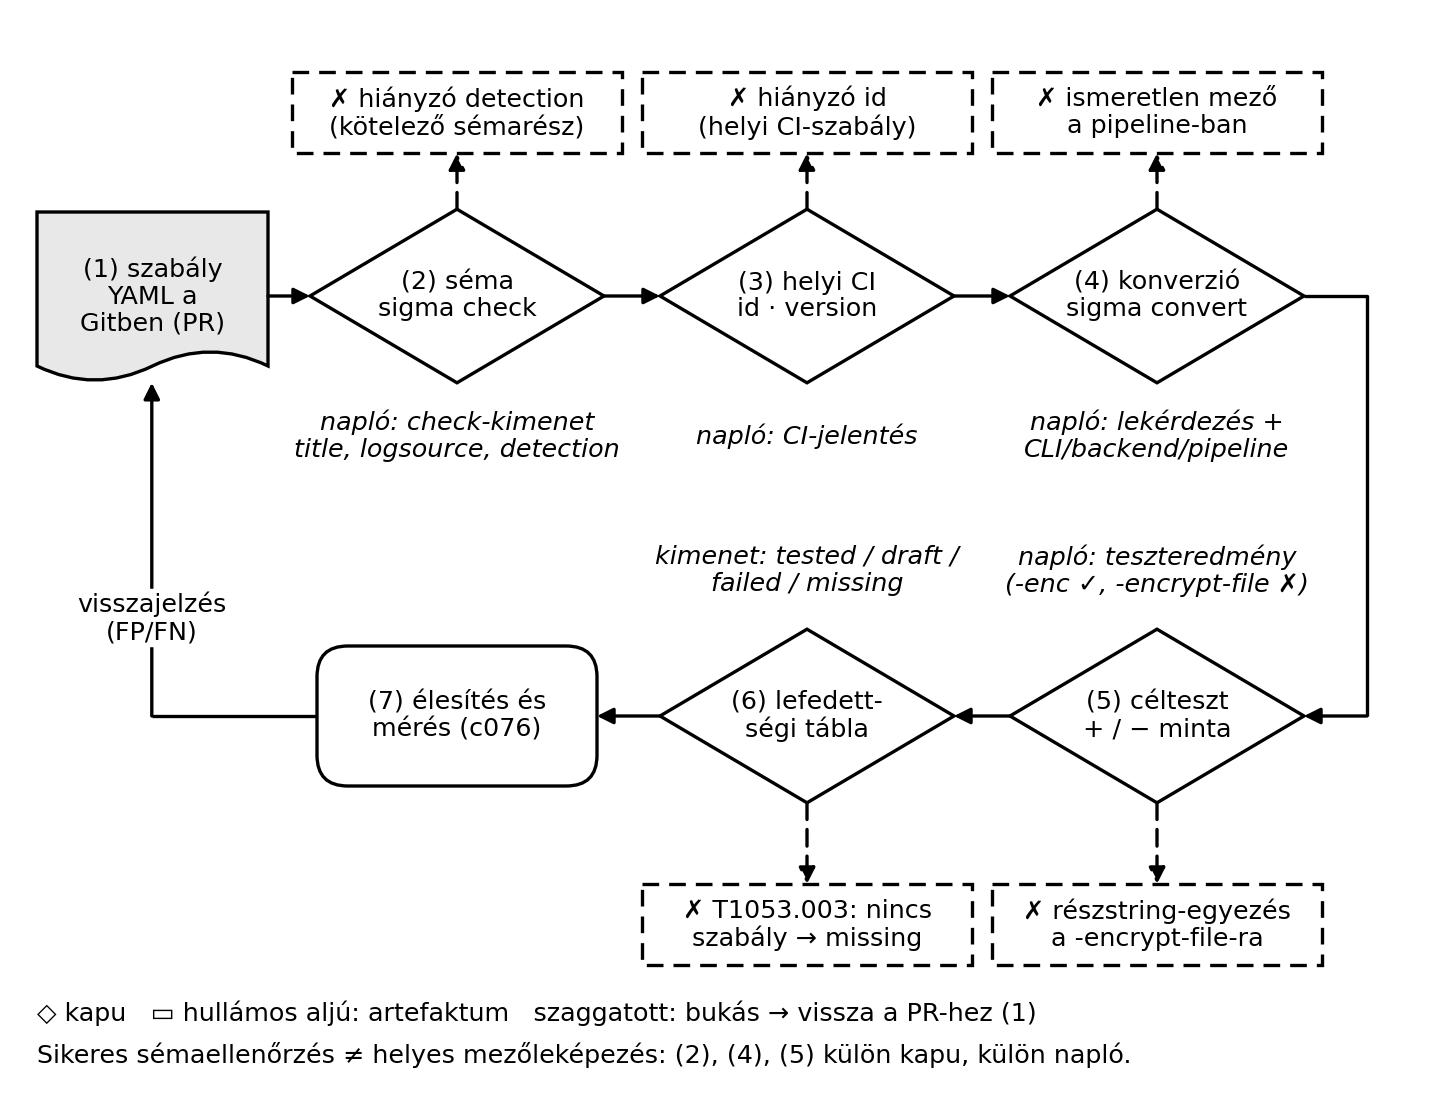 ✗ hiányzó detection
(kötelező sémarész)
✗ hiányzó id
(helyi CI-szabály)
✗ ismeretlen mező
a pipeline-ban
(1) szabály
YAML a
Gitben (PR)
(2) séma
sigma check
(3) helyi CI
id · version
(4) konverzió
sigma convert
napló: check-kimenet
title, logsource, detection
napló: CI-jelentés
napló: lekérdezés +
CLI/backend/pipeline
kimenet: tested / draft /
failed / missing
napló: teszteredmény
(-enc ✓, -encrypt-file ✗)
visszajelzés
(FP/FN)
(7) élesítés és
mérés (c076)
(6) lefedett-
ségi tábla
(5) célteszt
+ / − minta
✗ T1053.003: nincs
szabály → missing
✗ részstring-egyezés
a -encrypt-file-ra
◇ kapu ▭ hullámos aljú: artefaktum szaggatott: bukás → vissza a PR-hez (1)
Sikeres sémaellenőrzés ≠ helyes mezőleképezés: (2), (4), (5) külön kapu, külön napló.